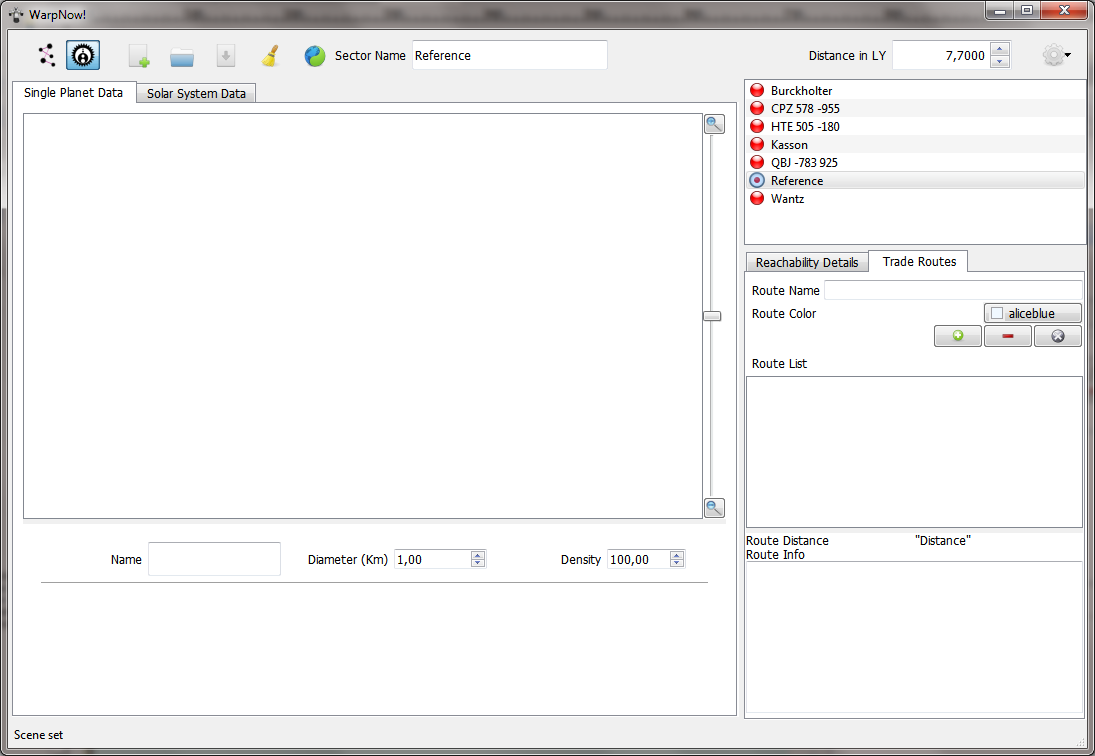 WarpNow!
Sector Name Reference Distance in LY 7,7000
Single Planet Data Solar System Data
Burckholter
CPZ 578 -955
HTE 505 -180
Kasson
QBJ -783 925
Reference
Wantz
Reachability Details Trade Routes
Route Name
Route Color aliceblue
Route List
Route Distance "Distance"
Route Info
Name Diameter (Km) 1,00 Density 100,00
Scene set